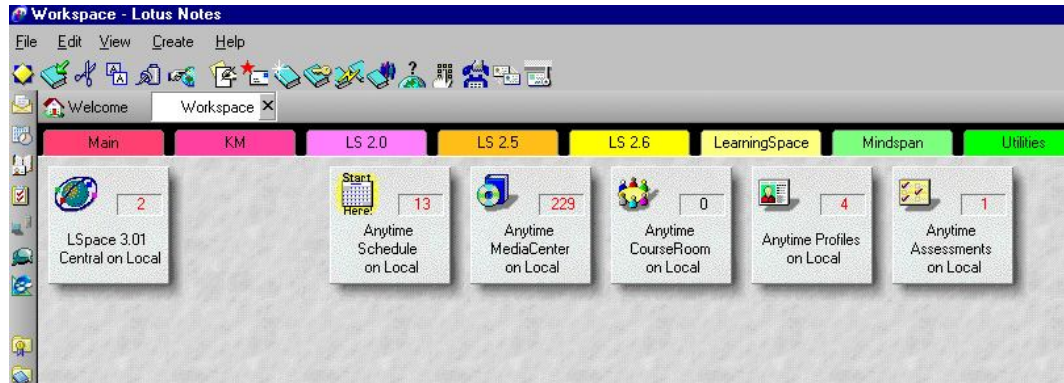 Workspace - Lotus Notes
File Edit View Create Help
Welcome Workspace
Main KM LS 2.0 LS 2.5 LS 2.6 LearningSpace Mindspan Utilities
2
LSpace 3.01
Central on Local
Start
Here!
13
Anytime
Schedule
on Local
229
Anytime
MediaCenter
on Local
0
Anytime
CourseRoom
on Local
4
Anytime Profiles
on Local
1
Anytime
Assessments
on Local